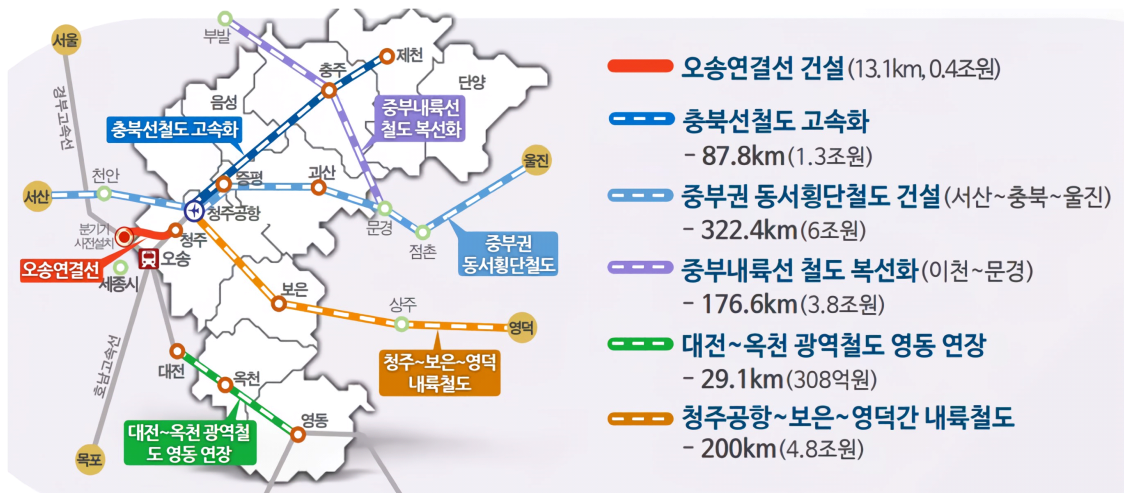 부발
서울
제천
충주
단양
음성
경부고속선
중부내륙선
철도 복선화
충북선철도 고속화
울진
천안
증평
괴산
서산
청주공항
문경
분기기
사전설치
청주
점촌
오송
중부권
동서횡단철도
오송연결선
세종시
보은
상주
영덕
호남고속선
대전
청주~보은~영덕
내륙철도
옥천
영동
대전~옥천 광역철
도 영동 연장
목포
오송연결선 건설(13.1km, 0.4조원)
충북선철도 고속화
- 87.8km(1.3조원)
중부권 동서횡단철도 건설(서산~충북~울진)
- 322.4km(6조원)
중부내륙선 철도 복선화(이천~문경)
- 176.6km(3.8조원)
대전~옥천 광역철도 영동 연장
- 29.1km(308억원)
청주공항~보은~영덕간 내륙철도
- 200km(4.8조원)